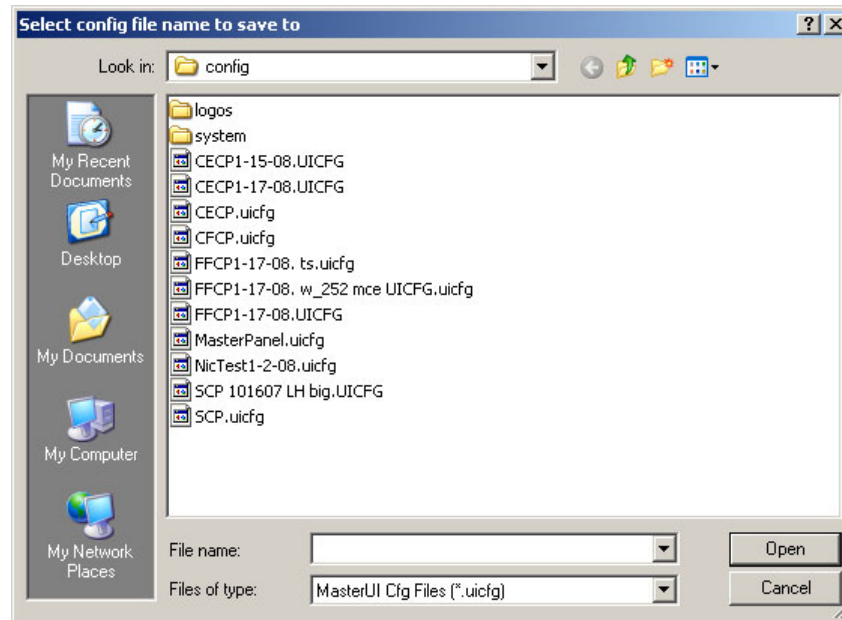 Select config file name to save to
Look in: config
logos
system
CECP1-15-08.UICFG
CECP1-17-08.UICFG
CECP.uicfg
CFCP.uicfg
FFCP1-17-08. ts.uicfg
FFCP1-17-08. w_252 mce UICFG.uicfg
FFCP1-17-08.UICFG
MasterPanel.uicfg
NicTest1-2-08.uicfg
SCP 101607 LH big.UICFG
SCP.uicfg
My Recent
Documents
Desktop
My Documents
My Computer
My Network
Places
File name:
Open
Files of type: MasterUI Cfg Files (*.uicfg)
Cancel